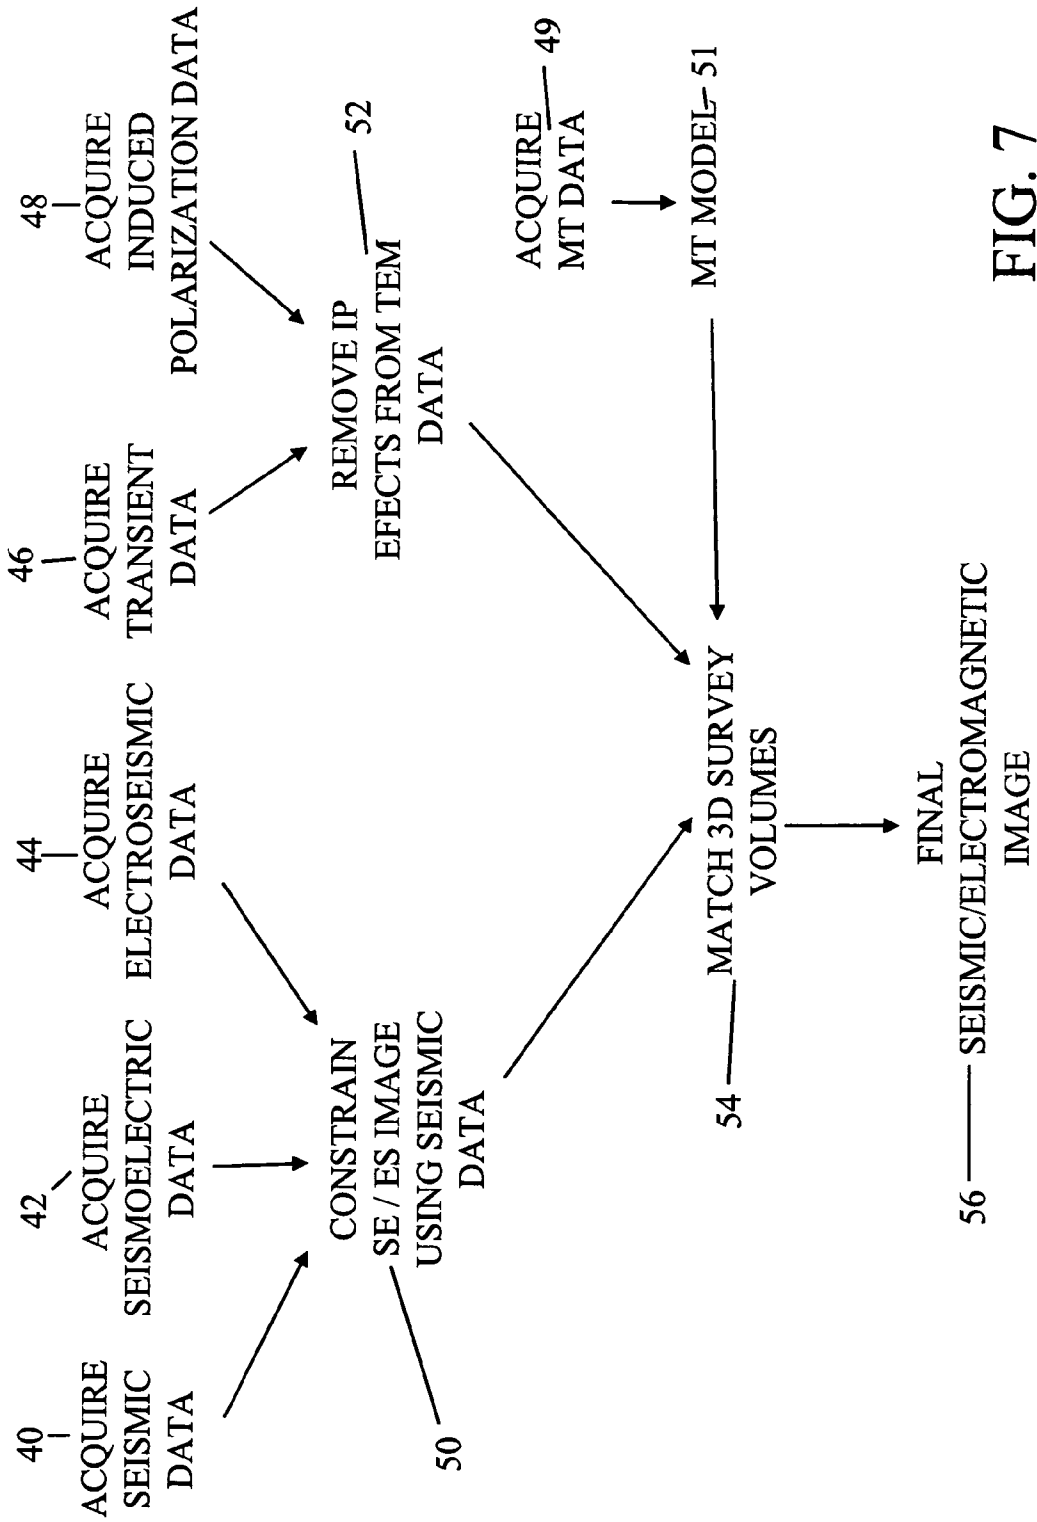 40
ACQUIRE
SEISMIC
DATA
42
ACQUIRE
SEISMOELECTRIC
DATA
44
ACQUIRE
ELECTROSEISMIC
DATA
46
ACQUIRE
TRANSIENT
DATA
48
ACQUIRE
INDUCED
POLARIZATION DATA
50
CONSTRAIN
SE / ES IMAGE
USING SEISMIC
DATA
REMOVE IP
EFFECTS FROM TEM
DATA
52
ACQUIRE
MT DATA
49
MT MODEL
51
54
MATCH 3D SURVEY
VOLUMES
56
FINAL
SEISMIC/ELECTROMAGNETIC
IMAGE
FIG. 7